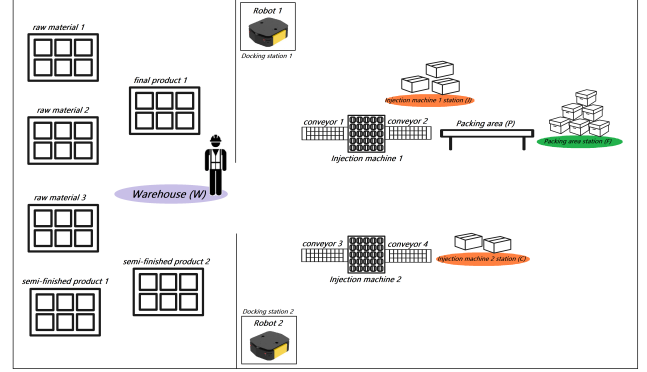 raw material 1
Robot 1
Docking station 1
final product 1
Injection machine 1 station (J)
raw material 2
conveyor 1
conveyor 2
Packing area (P)
Packing area station (F)
Injection machine 1
Warehouse (W)
raw material 3
conveyor 3
conveyor 4
Injection machine 2 station (C)
semi-finished product 2
Injection machine 2
semi-finished product 1
Docking station 2
Robot 2